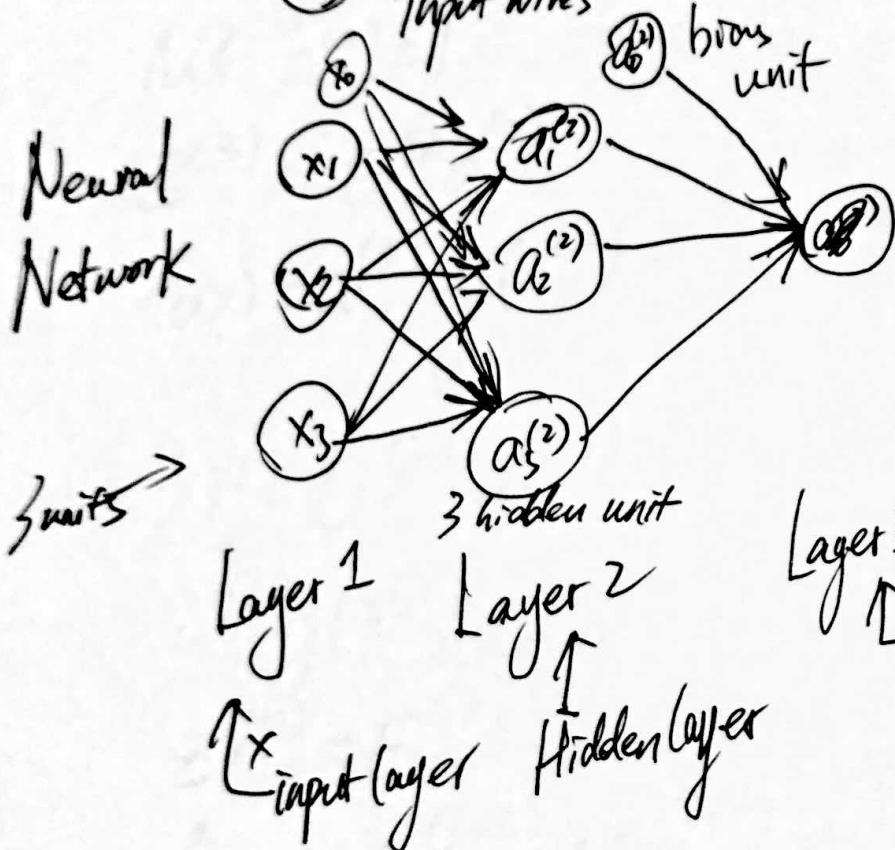 Input wires
x₀
a₀⁽²⁾ bias
unit
Neural
Network
x₁
a₁⁽²⁾
x₂
a₂⁽²⁾
x₃
a₃⁽²⁾
3 units
3 hidden unit
Layer 1
Layer 2
Layer
x
input layer
Hidden layer